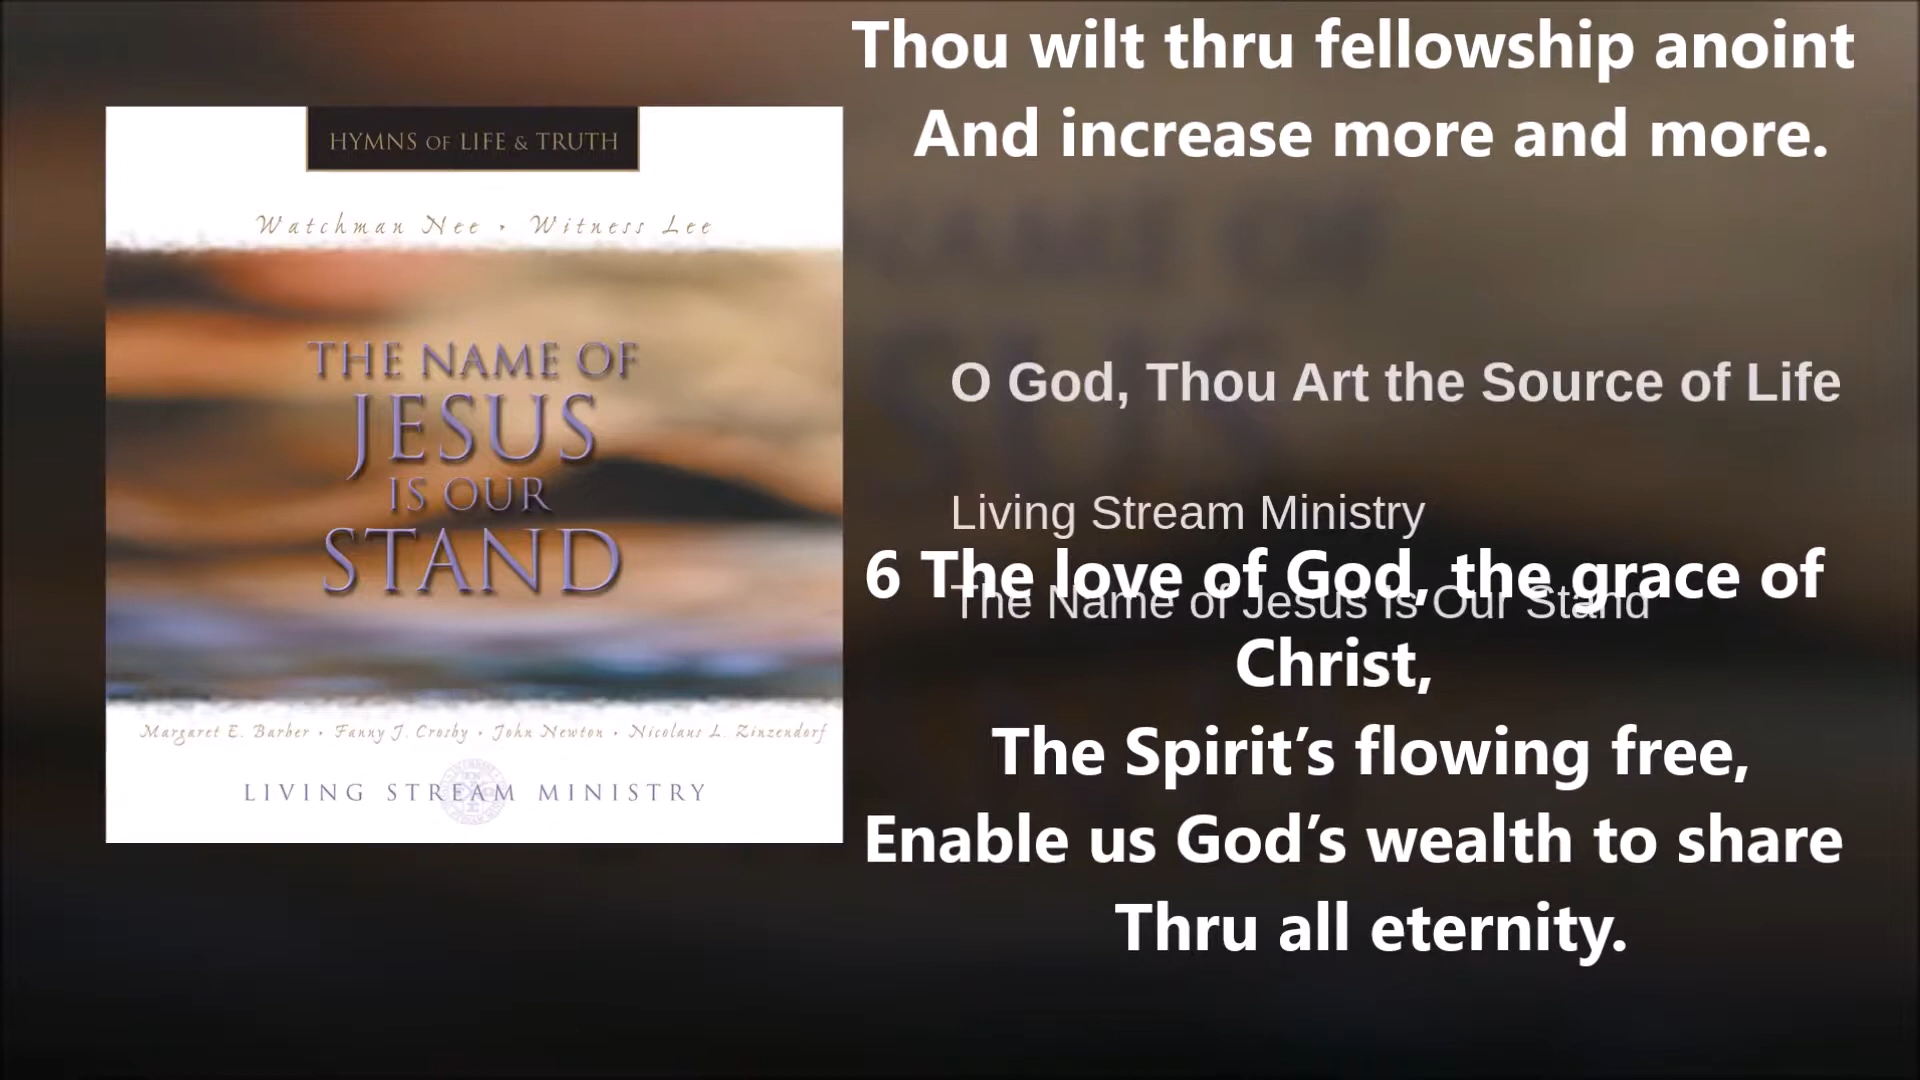 HYMNS OF LIFE & TRUTH
Watchman Nee • Witness Lee
THE NAME OF
JESUS
IS OUR
STAND
Margaret E. Barber • Fanny J. Crosby • John Newton • Nicolaus L. Zinzendorf
LIVING STREAM MINISTRY
Thou wilt thru fellowship anoint
And increase more and more.
O God, Thou Art the Source of Life
Living Stream Ministry
The Name of Jesus Is Our Stand
6 The love of God, the grace of
Christ,
The Spirit’s flowing free,
Enable us God’s wealth to share
Thru all eternity.